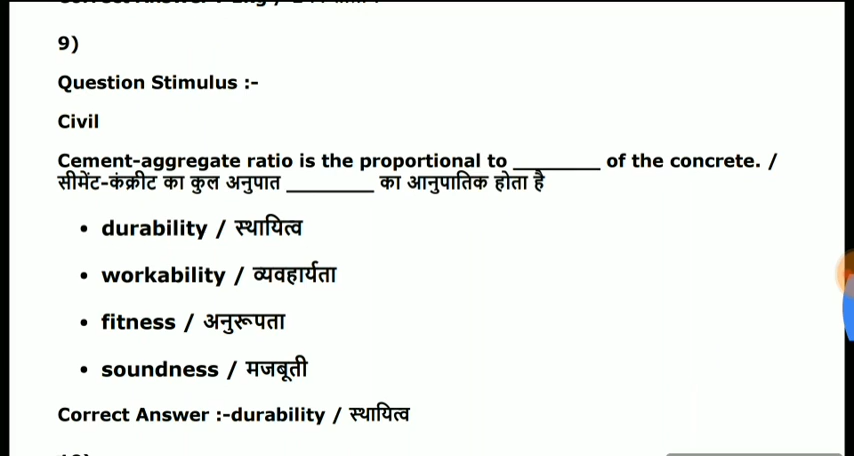 9)
Question Stimulus :-
Civil
Cement-aggregate ratio is the proportional to ________ of the concrete. /
सीमेंट-कंक्रीट का कुल अनुपात ________ का आनुपातिक होता है
• durability / स्थायित्व
• workability / व्यवहार्यता
• fitness / अनुरूपता
• soundness / मजबूती
Correct Answer :-durability / स्थायित्व